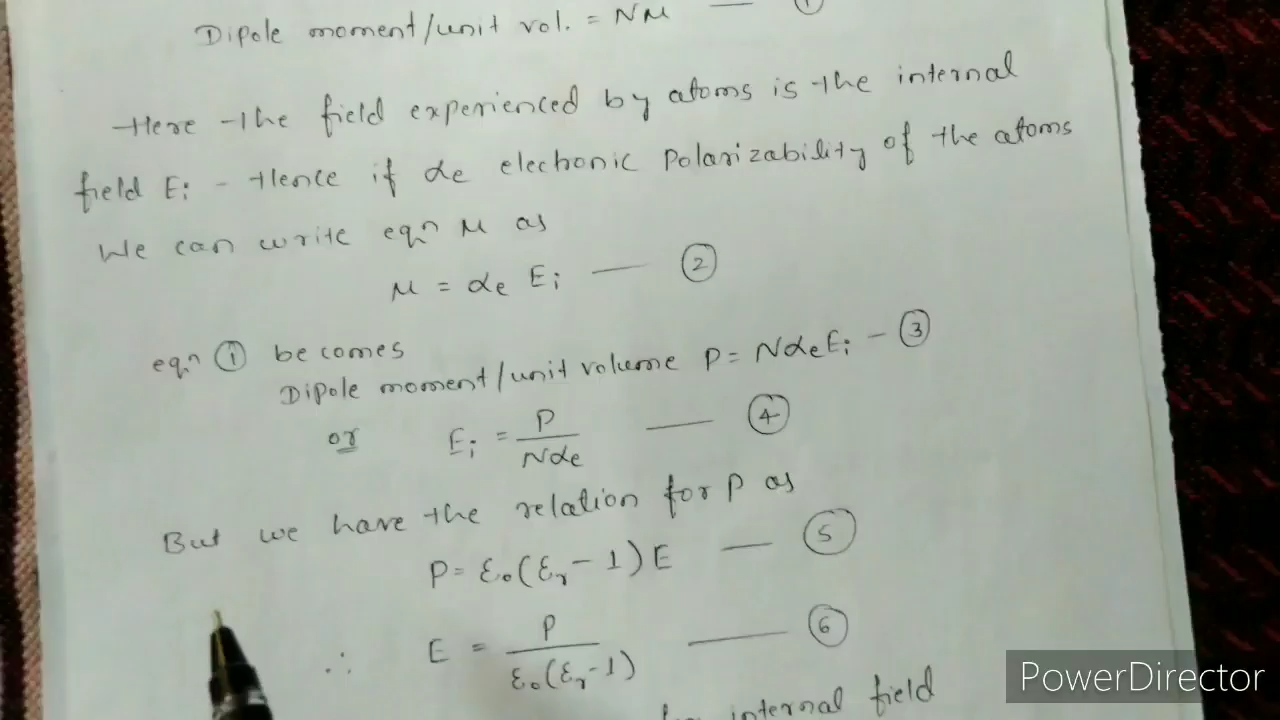 Dipole moment/unit vol. = Nμ — ①
Here the field experienced by atoms is the internal
field Ei - Hence if αe electronic polarizability of the atoms
We can write eqn μ as
μ = αe Ei — ②
eqn ① becomes
Dipole moment/unit volume P = NαeEi - ③
or Ei = P/Nαe — ④
But we have the relation for P as
P = ε₀(εr - 1)E — ⑤
∴ E = P/ε₀(εr-1) — ⑥
internal field
PowerDirector